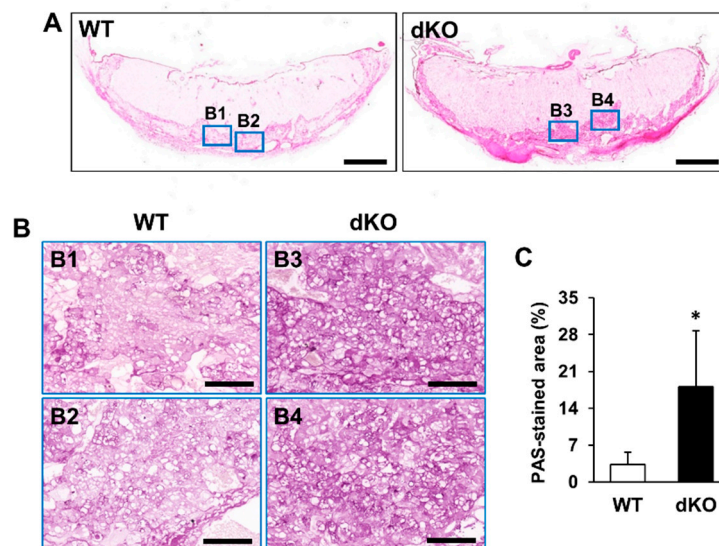 A
WT
B1
B2
dKO
B3
B4
B
WT
dKO
B1
B3
B2
B4
C
PAS-stained area (%)
35
28
21
14
7
0
*
WT
dKO